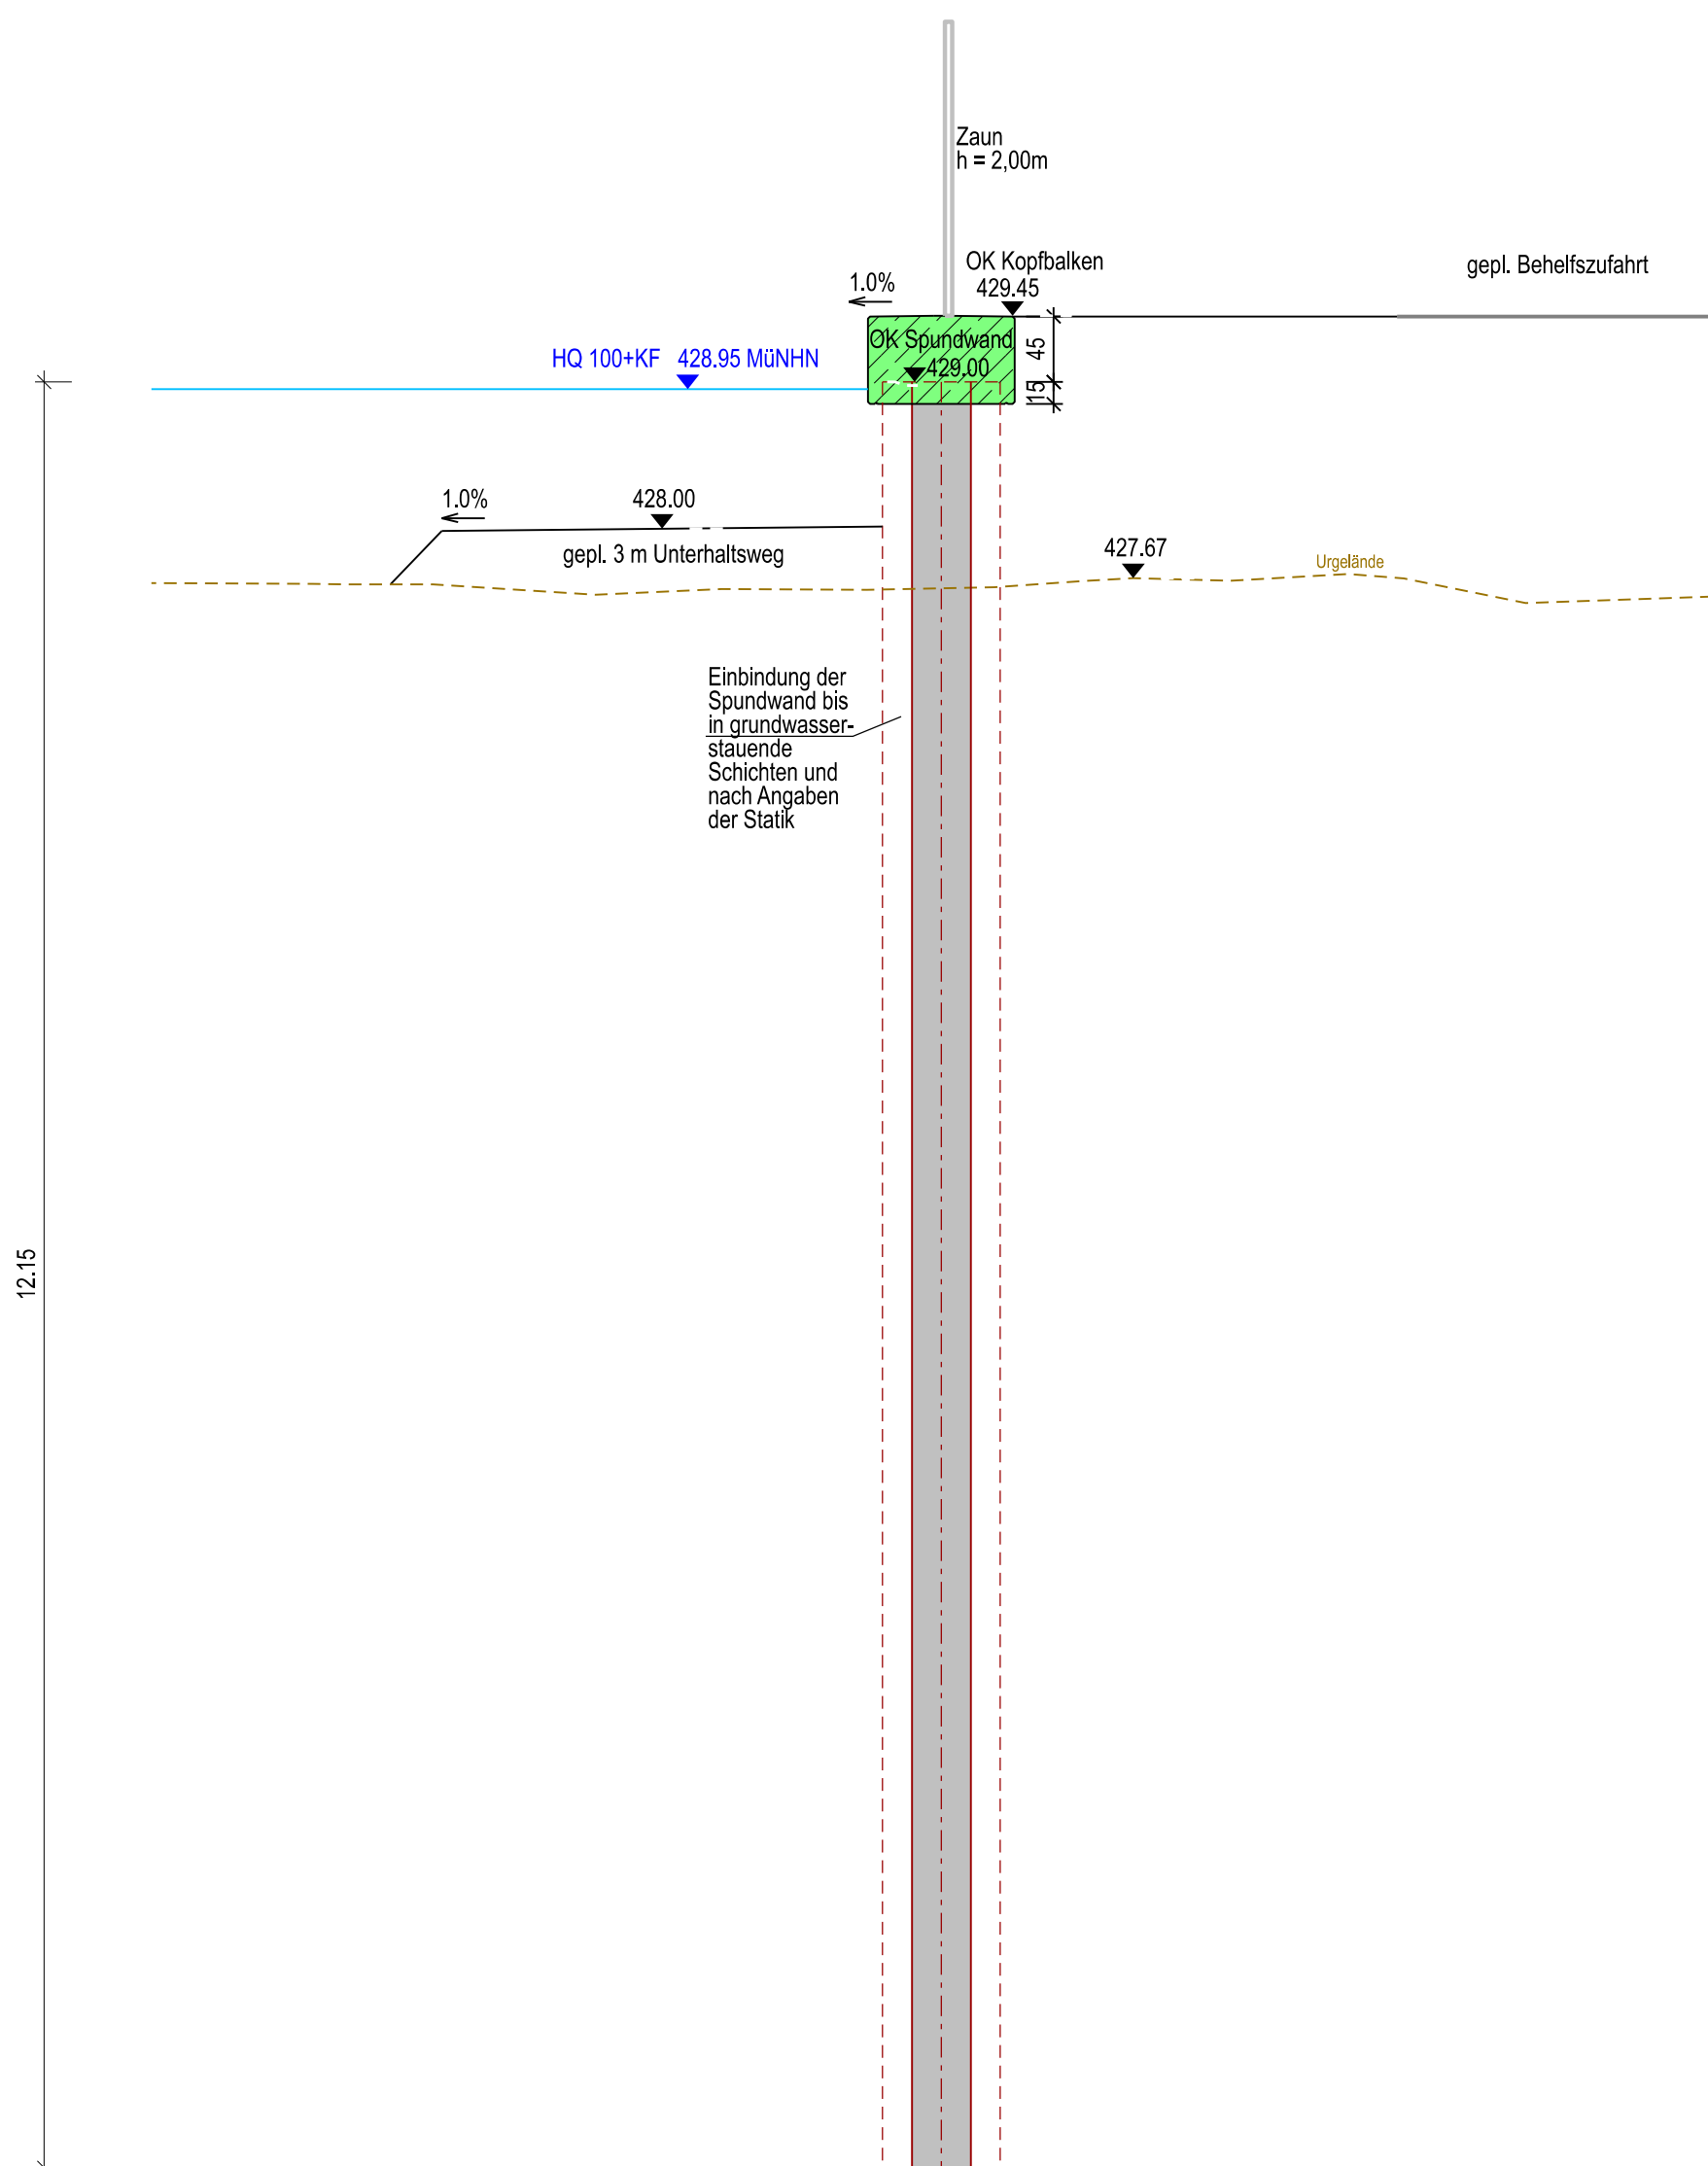 Zaun
h = 2,00m
OK Kopfbalken
429.45
gepl. Behelfszufahrt
1.0%
OK Spundwand
429.00
45
15
HQ 100+KF 428.95 MüNHN
1.0%
428.00
gepl. 3 m Unterhaltsweg
427.67
Urgelände
Einbindung der
Spundwand bis
in grundwasser-
stauende
Schichten und
nach Angaben
der Statik
12.15